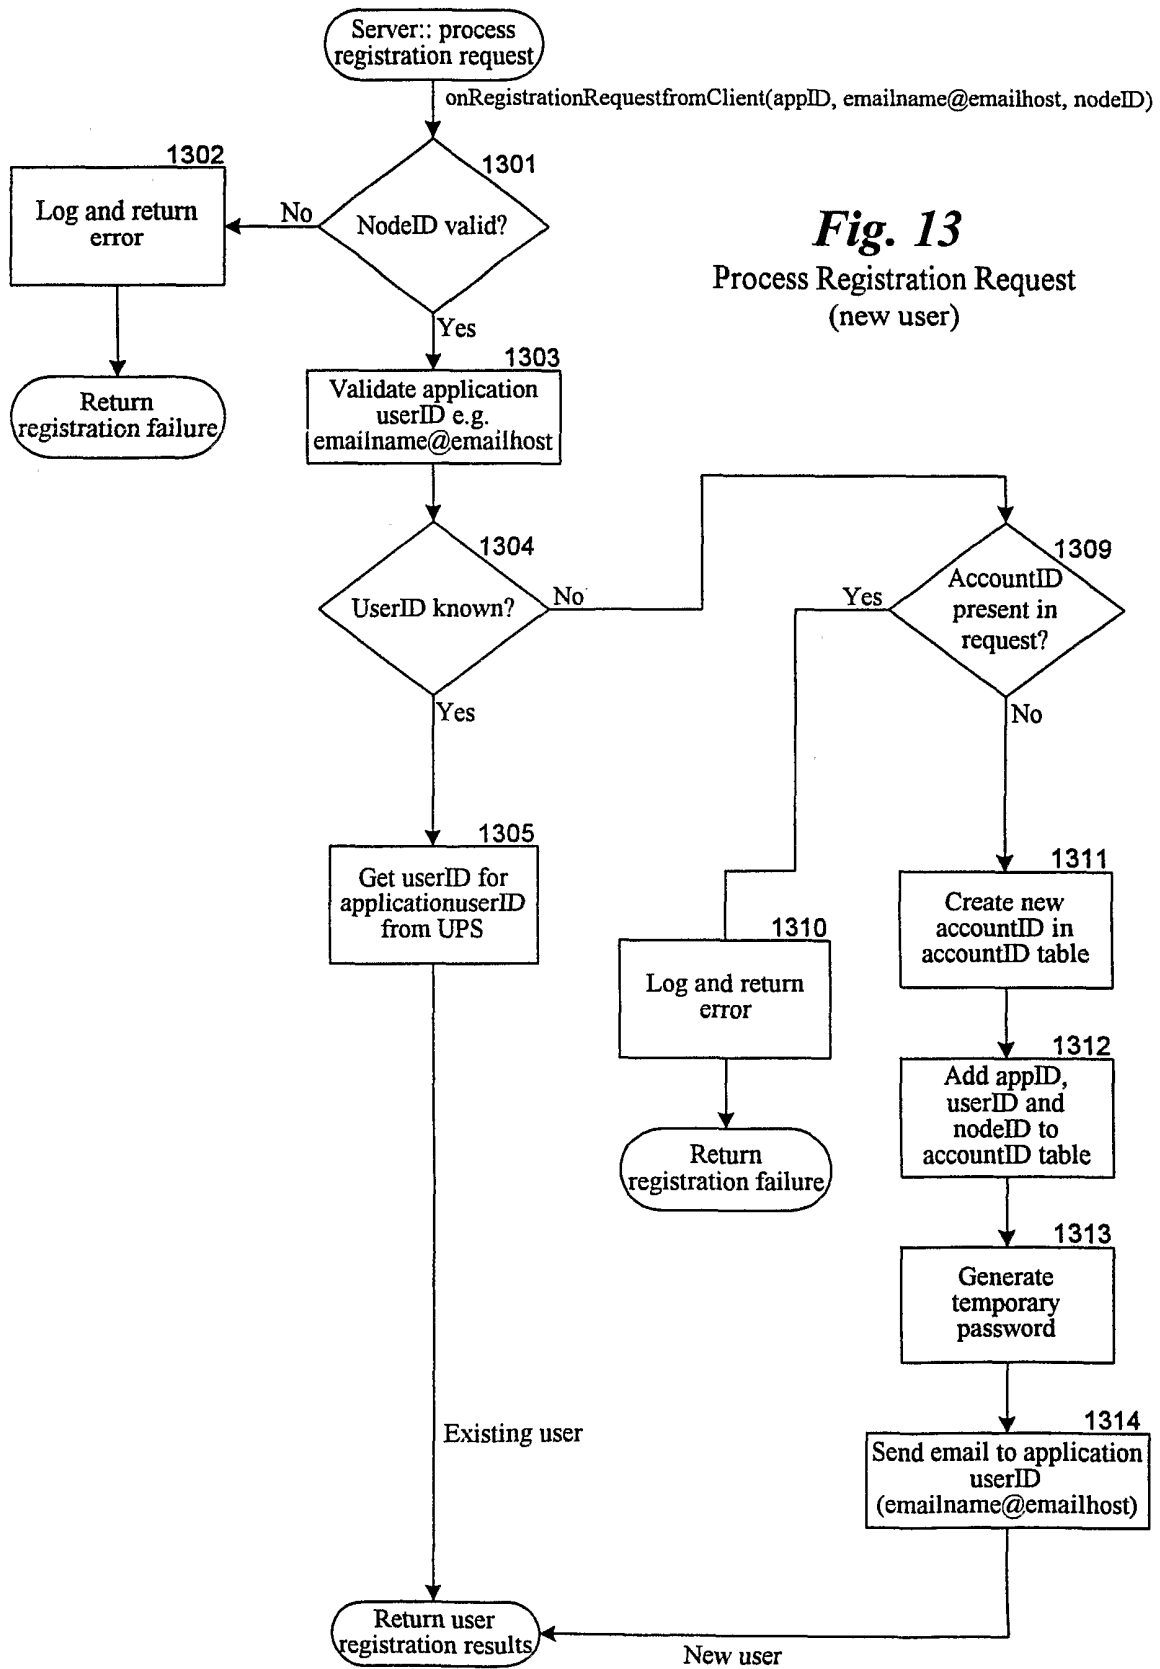 Server:: process
registration request
onRegistrationRequestfromClient(appID, emailname@emailhost, nodeID)
1302
1301
Log and return
error
No
NodeID valid?
Fig. 13
Process Registration Request
(new user)
Yes
1303
Return
registration failure
Validate application
userID e.g.
emailname@emailhost
1304
UserID known?
No
1309
AccountID
present in
request?
Yes
Yes
No
1305
Get userID for
applicationuserID
from UPS
1311
Create new
accountID in
accountID table
1310
Log and return
error
1312
Add appID,
userID and
nodeID to
accountID table
Return
registration failure
1313
Generate
temporary
password
1314
Existing user
Send email to application
userID
(emailname@emailhost)
Return user
registration results
New user